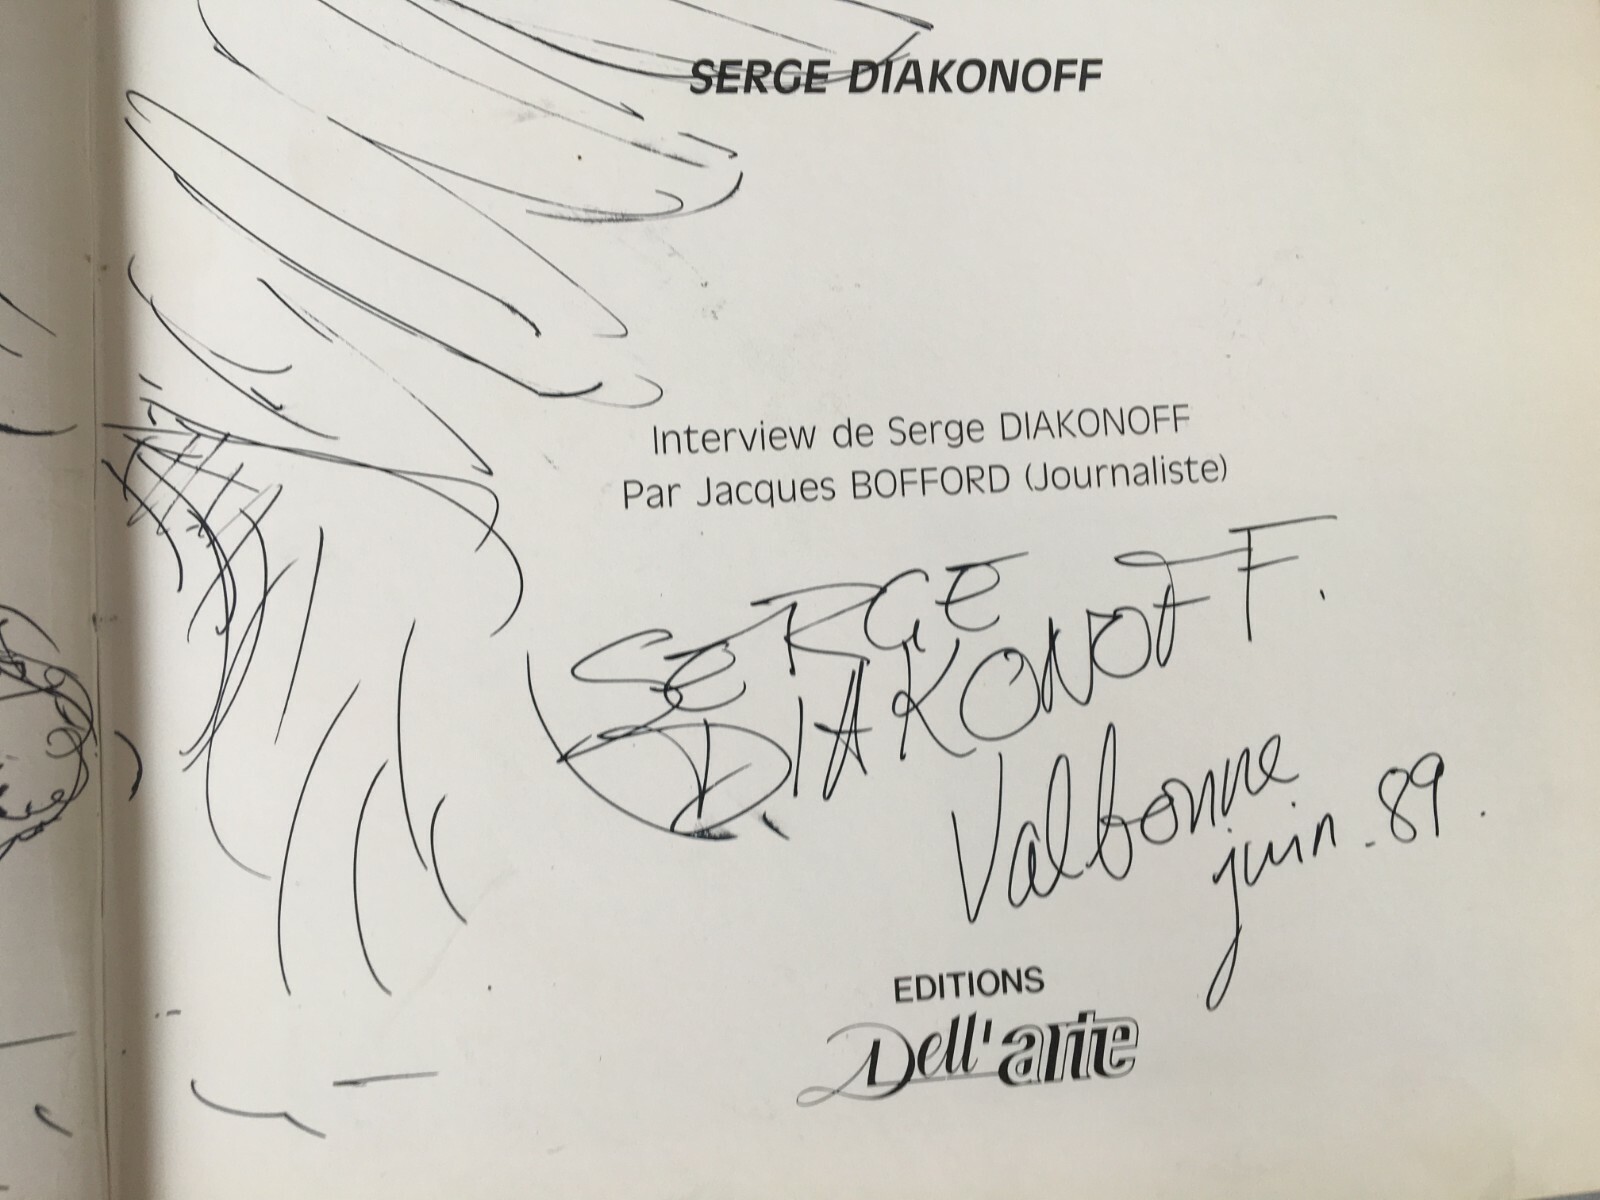 SERGE DIAKONOFF
Interview de Serge DIAKONOFF
Par Jacques BOFFORD (Journaliste)
SERGE
DIAKONOFF.
Valbonne
juin - 89.
EDITIONS
Dell'arte